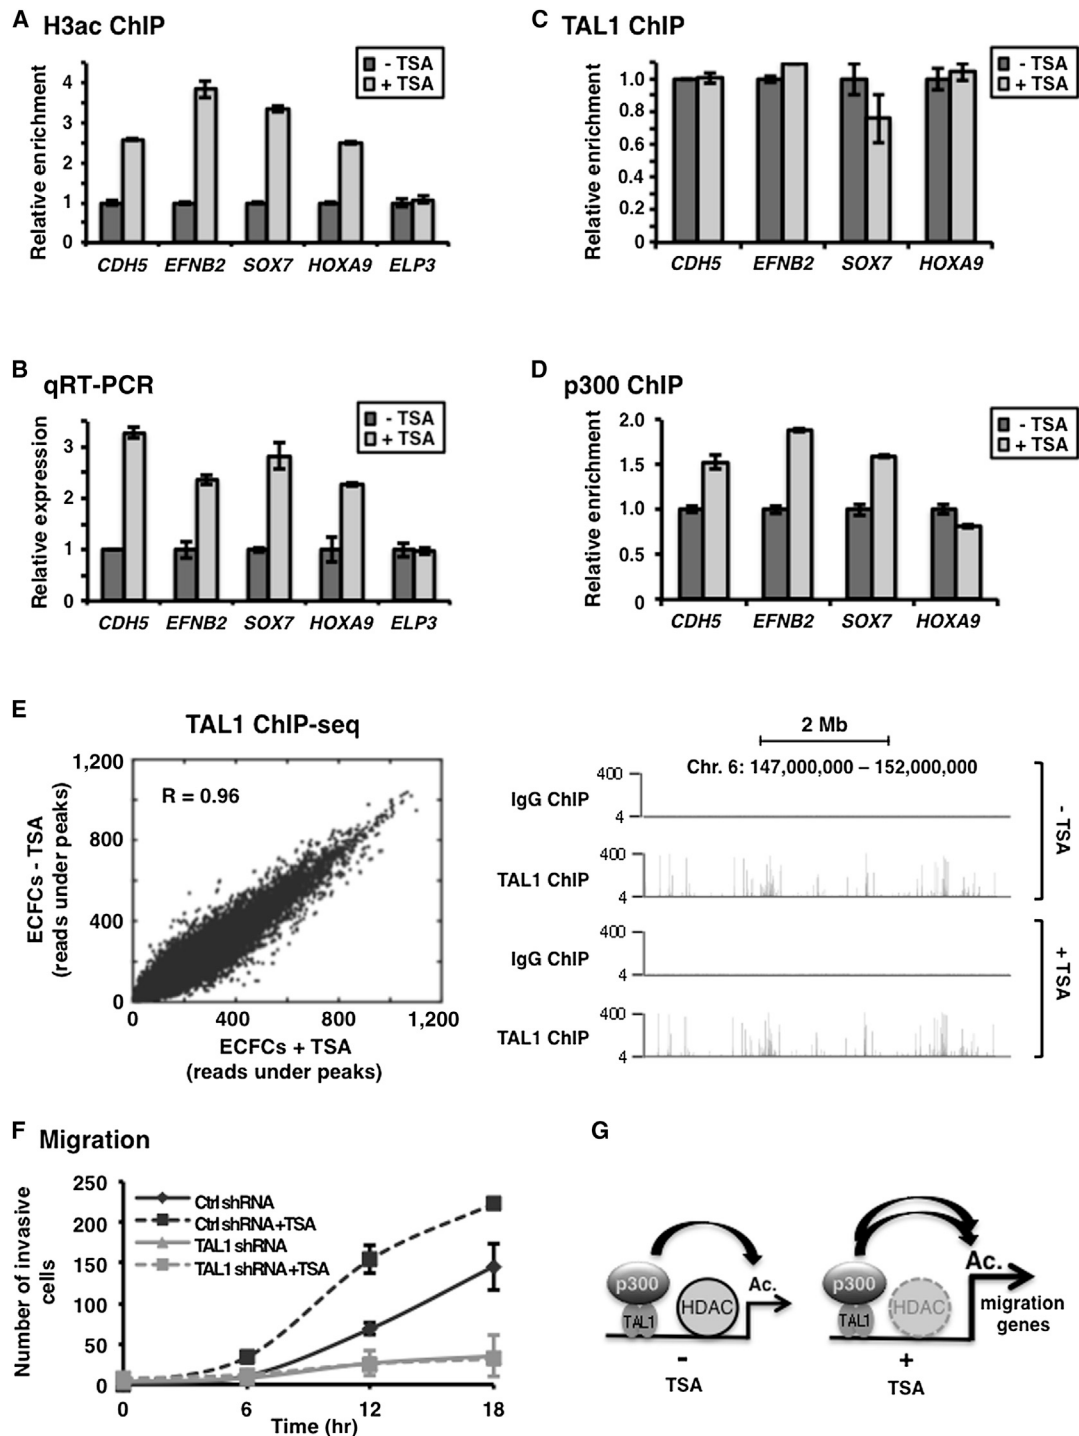 A H3ac ChIP
Relative enrichment
4
3
2
1
0
- TSA
+ TSA
CDH5 EFNB2 SOX7 HOXA9 ELP3
C TAL1 ChIP
Relative enrichment
1.0
0.8
0.6
0.4
0.2
0
- TSA
+ TSA
CDH5 EFNB2 SOX7 HOXA9
B qRT-PCR
Relative expression
3
2
1
0
- TSA
+ TSA
CDH5 EFNB2 SOX7 HOXA9 ELP3
D p300 ChIP
Relative enrichment
2.0
1.5
1.0
0.5
0
- TSA
+ TSA
CDH5 EFNB2 SOX7 HOXA9
E
TAL1 ChIP-seq
R = 0.96
ECFCs - TSA
(reads under peaks)
1,200
800
400
0
0 400 800 1,200
ECFCs + TSA
(reads under peaks)
2 Mb
Chr. 6: 147,000,000 – 152,000,000
IgG ChIP
400
4
TAL1 ChIP
400
4
- TSA
IgG ChIP
400
4
TAL1 ChIP
400
4
+ TSA
F Migration
Number of invasive
cells
250
200
150
100
50
0
Ctrl shRNA
Ctrl shRNA+TSA
TAL1 shRNA
TAL1 shRNA+TSA
0 6 12 18
Time (hr)
G
p300
TAL1
HDAC
Ac.
-
TSA
p300
TAL1
HDAC
Ac.
migration
genes
+
TSA